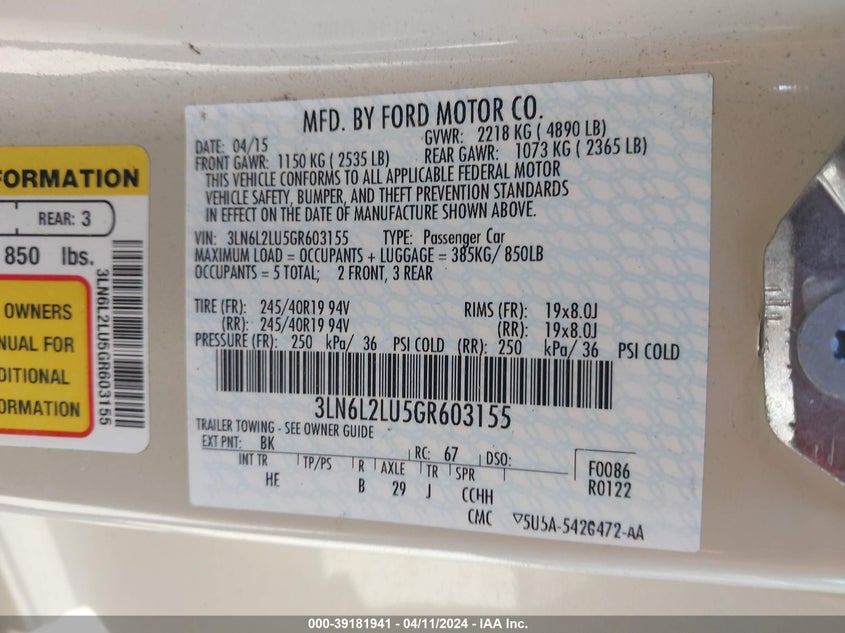 FORMATION
REAR: 3
850 lbs.
OWNERS
NUAL FOR
DITIONAL
FORMATION
3LN6L2LU5GR603155
MFD. BY FORD MOTOR CO.
DATE: 04/15 GVWR: 2218 KG ( 4890 LB)
FRONT GAWR: 1150 KG ( 2535 LB) REAR GAWR: 1073 KG ( 2365 LB)
THIS VEHICLE CONFORMS TO ALL APPLICABLE FEDERAL MOTOR
VEHICLE SAFETY, BUMPER, AND THEFT PREVENTION STANDARDS
IN EFFECT ON THE DATE OF MANUFACTURE SHOWN ABOVE.
VIN: 3LN6L2LU5GR603155 TYPE: Passenger Car
MAXIMUM LOAD = OCCUPANTS + LUGGAGE = 385KG/ 850LB
OCCUPANTS = 5 TOTAL; 2 FRONT, 3 REAR
TIRE (FR): 245/40R19 94V RIMS (FR): 19x8.0J
(RR): 245/40R19 94V (RR): 19x8.0J
PRESSURE (FR): 250 kPa/ 36 PSI COLD (RR): 250 kPa/ 36 PSI COLD
3LN6L2LU5GR603155
TRAILER TOWING - SEE OWNER GUIDE
EXT PNT: BK RC: 67 DSO: F0086
INT TR TP/PS R AXLE TR SPR R0122
HE B 29 J CCHH
CMC ▽5U5A-5420472-AA
000-39181941 - 04/11/2024 - IAA Inc.